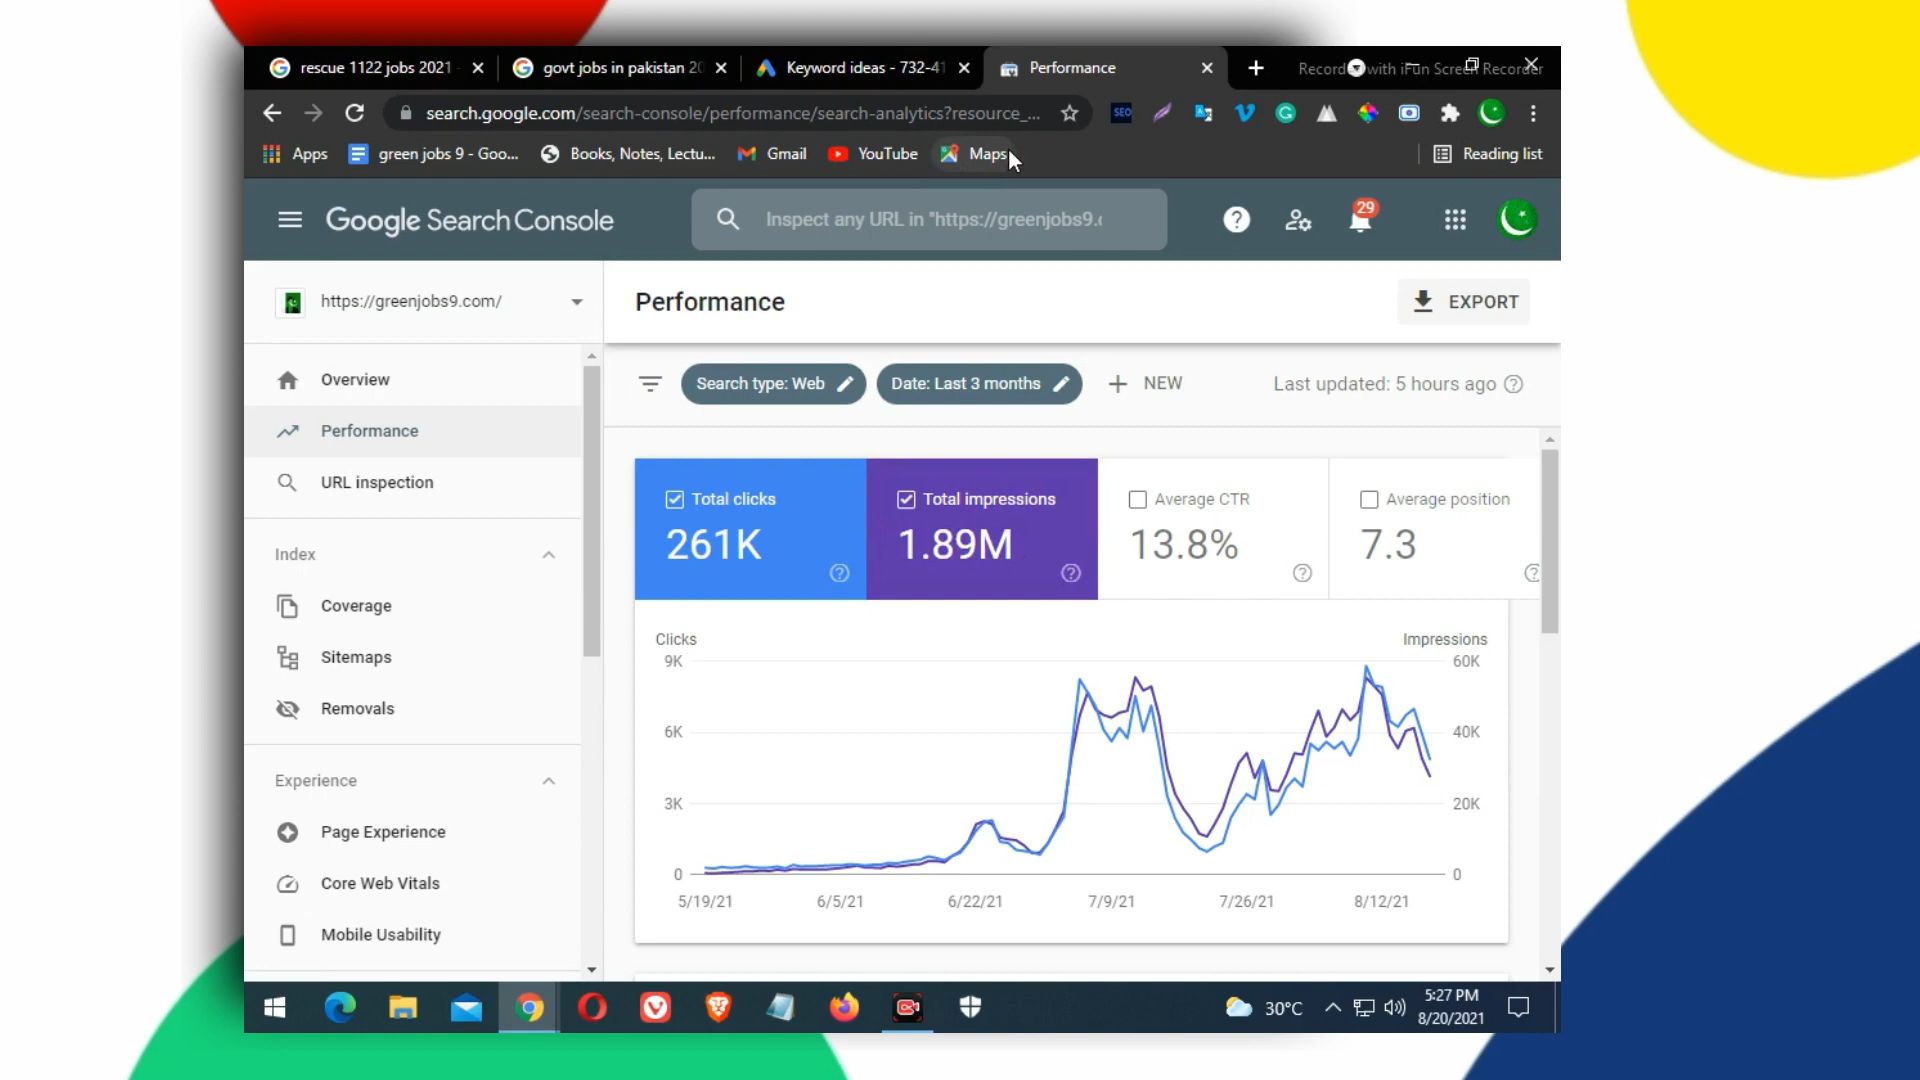 rescue 1122 jobs 2021
govt jobs in pakistan 20
Keyword ideas - 732-41
Performance
Recorded with iFun Screen Recorder
search.google.com/search-console/performance/search-analytics?resource_...
SEO
Apps
green jobs 9 - Goo...
Books, Notes, Lectu...
Gmail
YouTube
Maps
Reading list
Google Search Console
Inspect any URL in "https://greenjobs9.c
29
https://greenjobs9.com/
Performance
EXPORT
Overview
Performance
URL inspection
Index
Coverage
Sitemaps
Removals
Experience
Page Experience
Core Web Vitals
Mobile Usability
Search type: Web
Date: Last 3 months
NEW
Last updated: 5 hours ago
Total clicks
261K
Total impressions
1.89M
Average CTR
13.8%
Average position
7.3
Clicks
Impressions
9K
60K
6K
40K
3K
20K
0
0
5/19/21
6/5/21
6/22/21
7/9/21
7/26/21
8/12/21
30°C
5:27 PM
8/20/2021